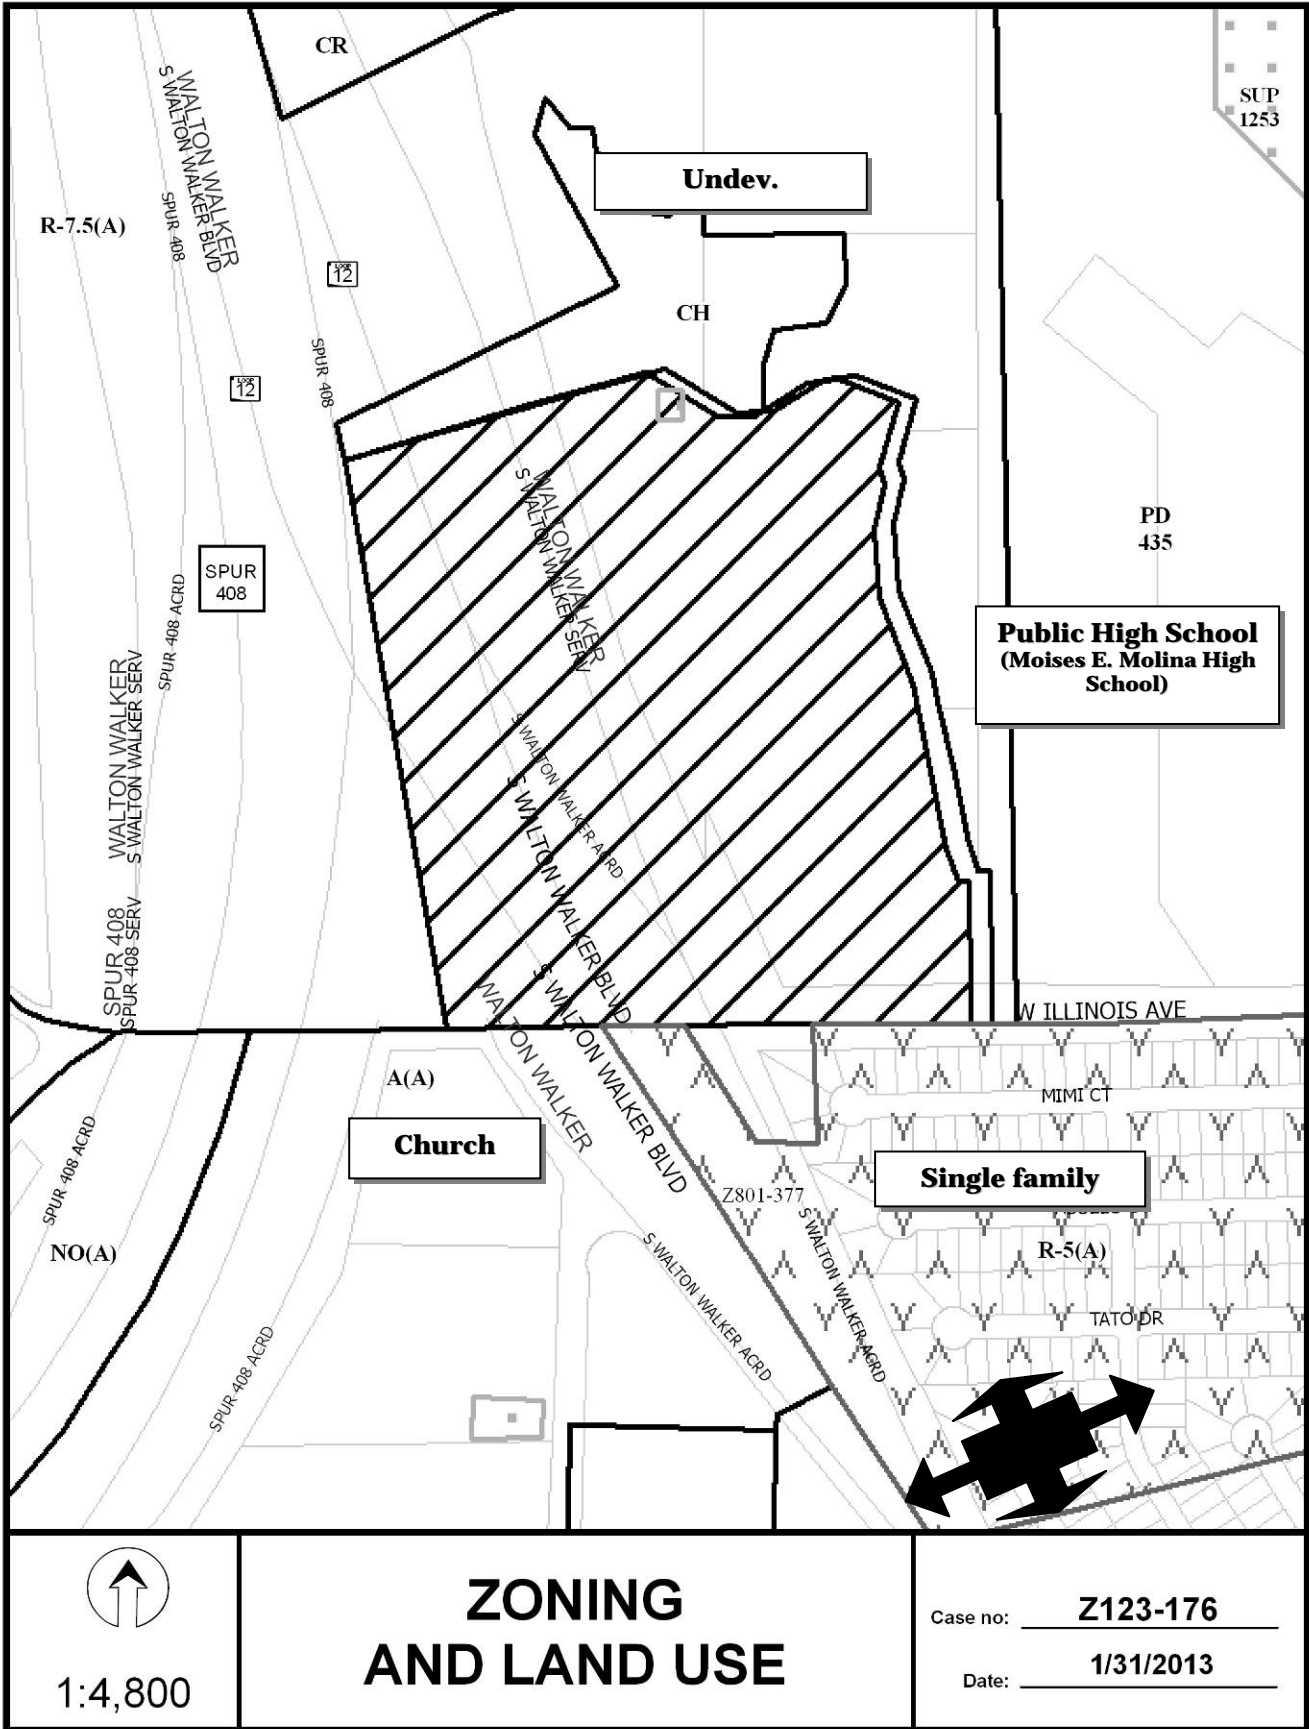 CR
SUP
1253
WALTON WALKER
S WALTON WALKER BLVD
Undev.
R-7.5(A)
SPUR 408
LOOP
12
CH
SPUR 408
LOOP
12
WALTON WALKER
S WALTON WALKER SERV
PD
435
SPUR
408
SPUR 408 ACRD
Public High School
(Moises E. Molina High
School)
WALTON WALKER
S WALTON WALKER SERV
S WALTON WALKER ACRD
S WALTON WALKER BLVD
SPUR 408
SPUR 408 SERV
W ILLINOIS AVE
WALTON WALKER
S WALTON WALKER BLVD
A(A)
MIMI CT
Church
SPUR 408 ACRD
Single family
Z801-377
NO(A)
R-5(A)
S WALTON WALKER ACRD
S WALTON WALKER ACRD
TATO DR
SPUR 408 ACRD
1:4,800
ZONING
AND LAND USE
Case no: Z123-176
Date: 1/31/2013